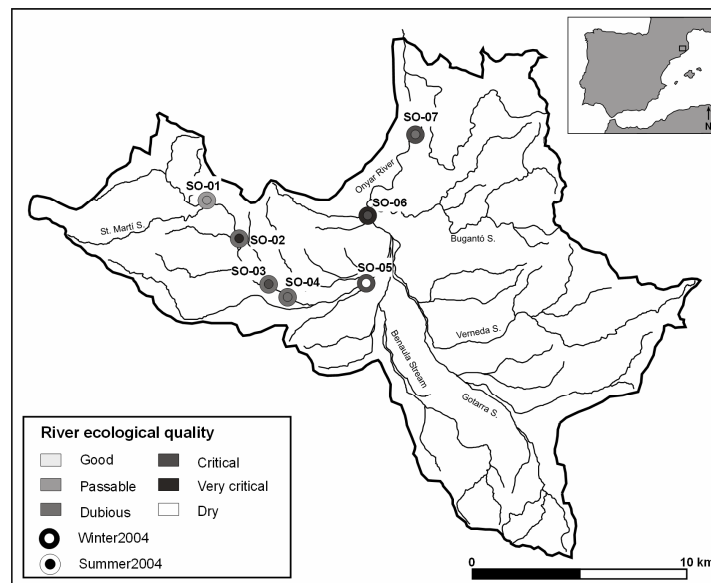 N
SO-07
Onyar River
SO-01
SO-06
St. Martí S.
SO-02
Bugantó S.
SO-03
SO-04
SO-05
Verneda S.
Benaula Stream
Gotarra S.
River ecological quality
Good
Critical
Passable
Very critical
Dubious
Dry
Winter2004
Summer2004
0
10 km